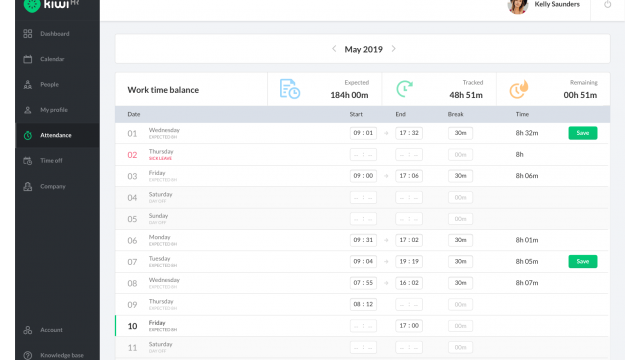 kiwi HR
Kelly Saunders
Dashboard
Calendar
People
My profile
Attendance
Time off
Company
Account
Knowledge base
< May 2019 >
Work time balance
Expected
184h 00m
Tracked
48h 51m
Remaining
00h 51m
Date Start End Break Time
01 Wednesday 09 : 01 17 : 32 30m 8h 32m Save
EXPECTED 8H
02 Thursday -- : -- -- : -- 00m 8h
SICK LEAVE
03 Friday 09 : 00 17 : 06 30m 8h 06m
EXPECTED 8H
04 Saturday -- : -- -- : -- 00m
DAY OFF
05 Sunday -- : -- -- : -- 00m
DAY OFF
06 Monday 09 : 31 17 : 02 30m 8h 01m
EXPECTED 8H
07 Tuesday 09 : 04 19 : 19 30m 8h 05m Save
EXPECTED 8H
08 Wednesday 07 : 55 16 : 02 30m 8h 07m
EXPECTED 8H
09 Thursday 08 : 12 -- : -- 00m
EXPECTED 8H
10 Friday -- : -- 17 : 00 00m
EXPECTED 8H
11 Saturday -- : -- -- : -- 00m
DAY OFF